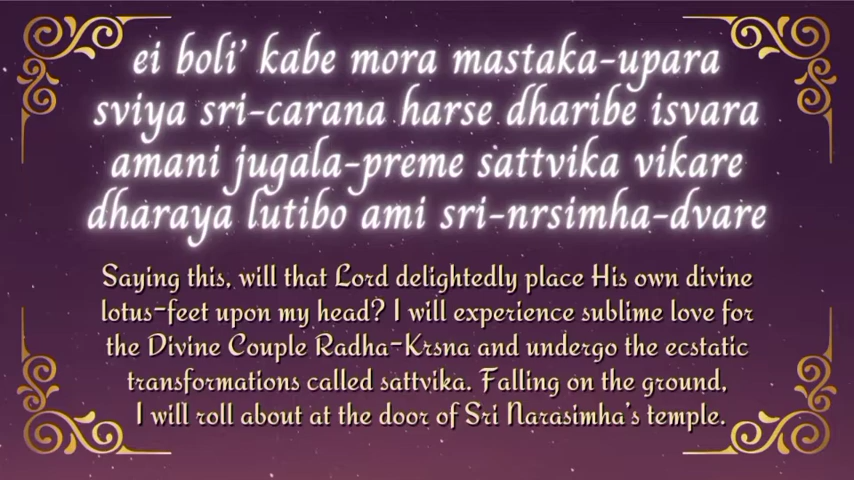 ei boli' kabe mora mastaka-upara
sviya sri-carana harse dharibe isvara
amani jugala-preme sattvika vikare
dharaya lutibo ami sri-nrsimha-dvare
Saying this, will that Lord delightedly place His own divine
lotus-feet upon my head? I will experience sublime love for
the Divine Couple Radha-Krsna and undergo the ecstatic
transformations called sattvika. Falling on the ground,
I will roll about at the door of Sri Narasimha's temple.